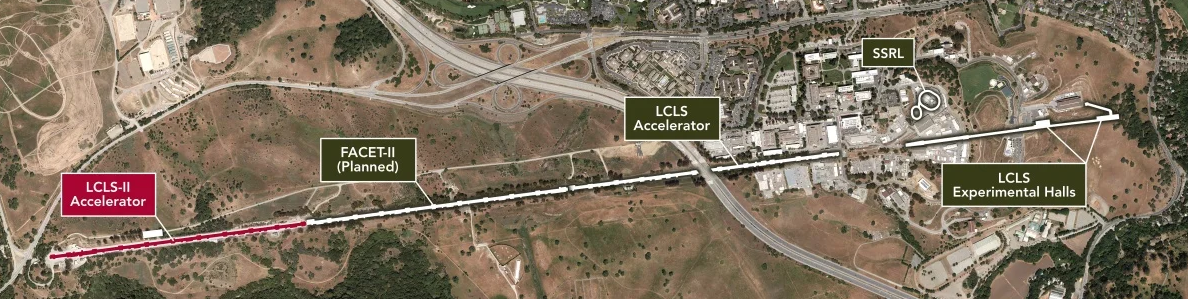 LCLS-II
Accelerator
FACET-II
(Planned)
LCLS
Accelerator
SSRL
LCLS
Experimental Halls